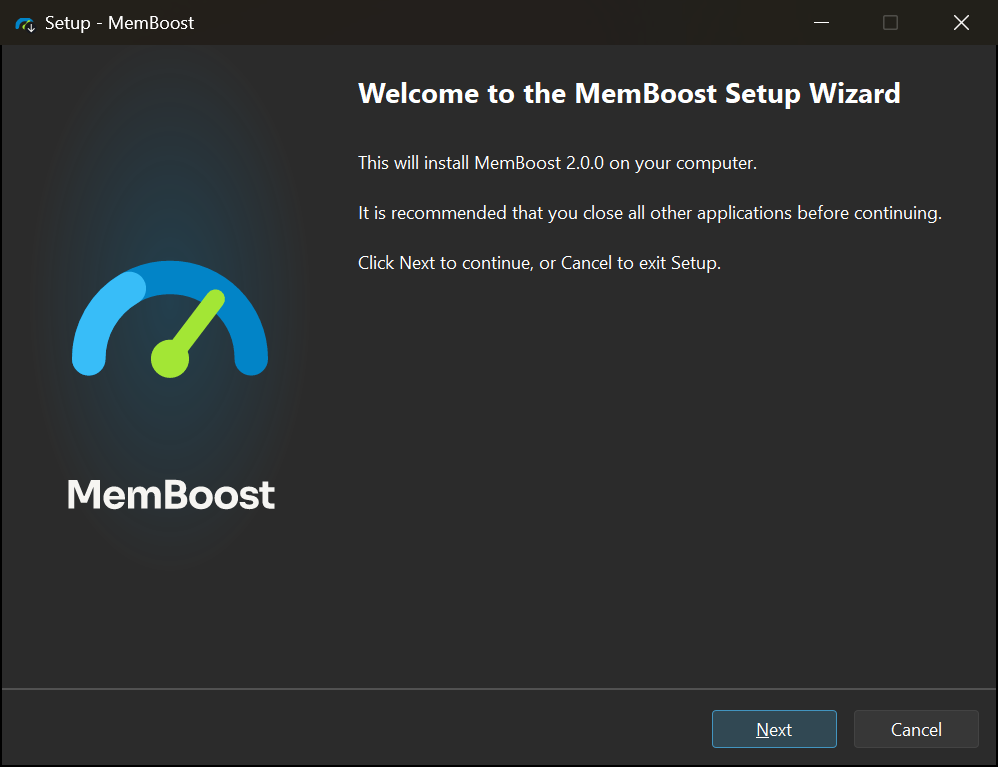 Setup - MemBoost
Welcome to the MemBoost Setup Wizard
This will install MemBoost 2.0.0 on your computer.
It is recommended that you close all other applications before continuing.
Click Next to continue, or Cancel to exit Setup.
MemBoost
Next
Cancel